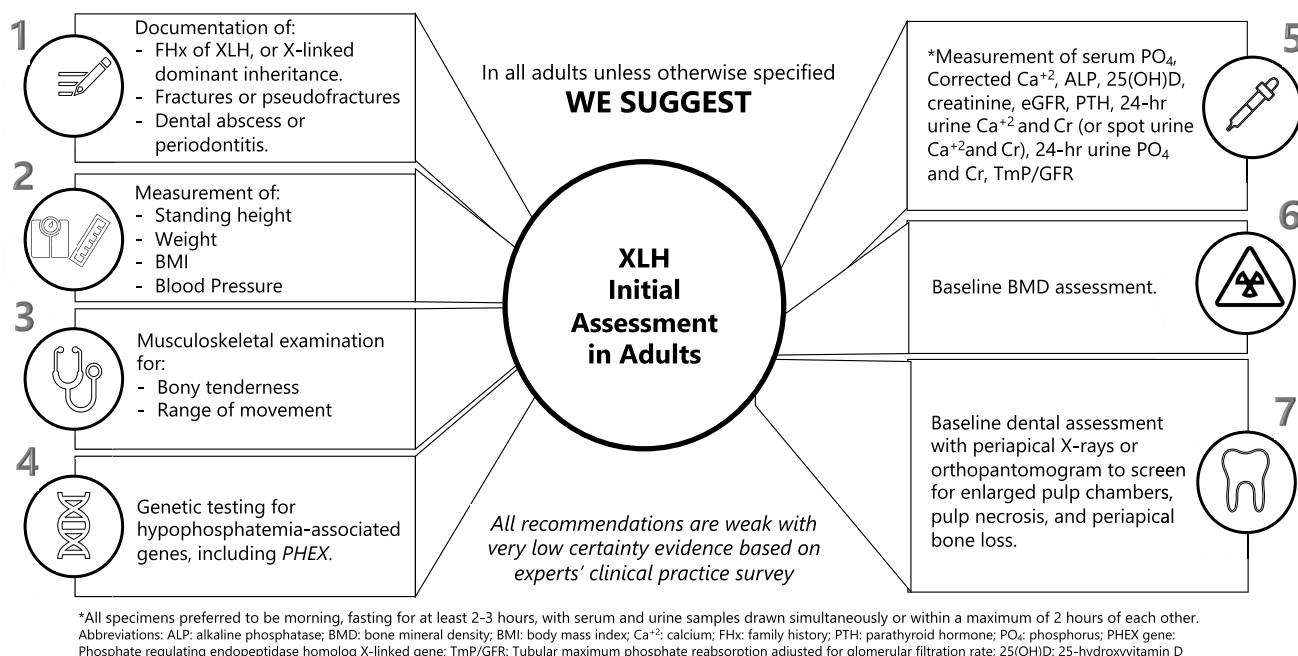 1
Documentation of:
- FHx of XLH, or X-linked
dominant inheritance.
- Fractures or pseudofractures
- Dental abscess or
periodontitis.
2
Measurement of:
- Standing height
- Weight
- BMI
- Blood Pressure
3
Musculoskeletal examination
for:
- Bony tenderness
- Range of movement
4
Genetic testing for
hypophosphatemia-associated
genes, including PHEX.
In all adults unless otherwise specified
WE SUGGEST
XLH
Initial
Assessment
in Adults
All recommendations are weak with
very low certainty evidence based on
experts' clinical practice survey
5
*Measurement of serum PO₄,
Corrected Ca⁺², ALP, 25(OH)D,
creatinine, eGFR, PTH, 24-hr
urine Ca⁺² and Cr (or spot urine
Ca⁺²and Cr), 24-hr urine PO₄
and Cr, TmP/GFR
6
Baseline BMD assessment.
7
Baseline dental assessment
with periapical X-rays or
orthopantomogram to screen
for enlarged pulp chambers,
pulp necrosis, and periapical
bone loss.
*All specimens preferred to be morning, fasting for at least 2-3 hours, with serum and urine samples drawn simultaneously or within a maximum of 2 hours of each other.
Abbreviations: ALP: alkaline phosphatase; BMD: bone mineral density; BMI: body mass index; Ca⁺²: calcium; FHx: family history; PTH: parathyroid hormone; PO₄: phosphorus; PHEX gene:
Phosphate regulating endopeptidase homolog X-linked gene; TmP/GFR: Tubular maximum phosphate reabsorption adjusted for glomerular filtration rate; 25(OH)D: 25-hydroxyvitamin D